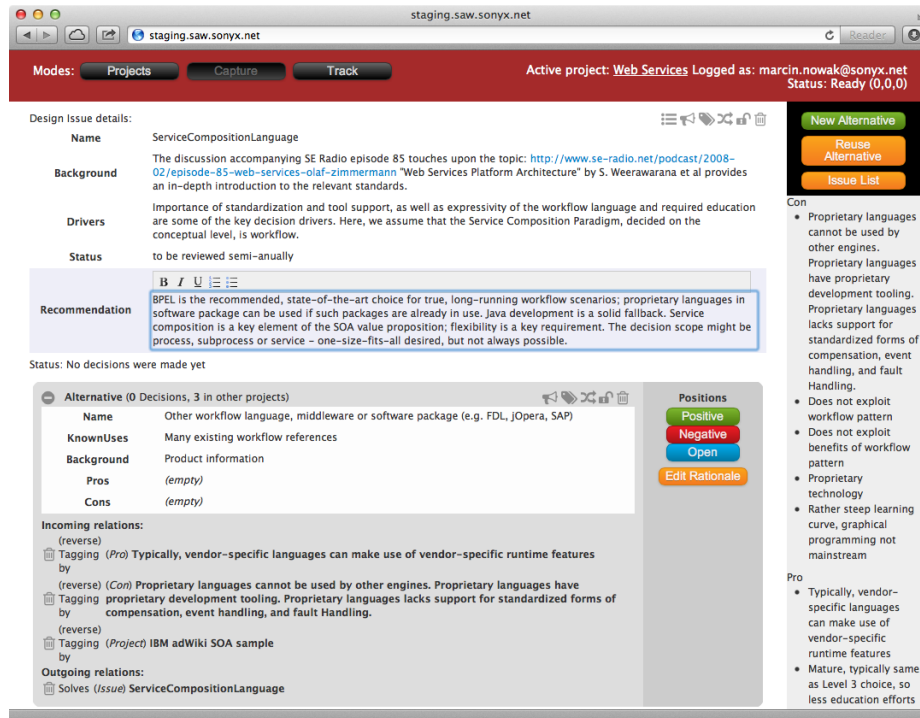 staging.saw.sonyx.net
staging.saw.sonyx.net
Reader
Modes: Projects Capture Track
Active project: Web Services Logged as: marcin.nowak@sonyx.net
Status: Ready (0,0,0)
Design Issue details:
Name ServiceCompositionLanguage
Background The discussion accompanying SE Radio episode 85 touches upon the topic: http://www.se-radio.net/podcast/2008-
02/episode-85-web-services-olaf-zimmermann "Web Services Platform Architecture" by S. Weerawarana et al provides
an in-depth introduction to the relevant standards.
Drivers Importance of standardization and tool support, as well as expressivity of the workflow language and required education
are some of the key decision drivers. Here, we assume that the Service Composition Paradigm, decided on the
conceptual level, is workflow.
Status to be reviewed semi-anually
B I U
Recommendation BPEL is the recommended, state-of-the-art choice for true, long-running workflow scenarios; proprietary languages in
software package can be used if such packages are already in use. Java development is a solid fallback. Service
composition is a key element of the SOA value proposition; flexibility is a key requirement. The decision scope might be
process, subprocess or service – one-size-fits-all desired, but not always possible.
Status: No decisions were made yet
Alternative (0 Decisions, 3 in other projects)
Name Other workflow language, middleware or software package (e.g. FDL, jOpera, SAP)
KnownUses Many existing workflow references
Background Product information
Pros (empty)
Cons (empty)
Positions
Positive
Negative
Open
Edit Rationale
Incoming relations:
(reverse)
Tagging (Pro) Typically, vendor-specific languages can make use of vendor-specific runtime features
by
(reverse) (Con) Proprietary languages cannot be used by other engines. Proprietary languages have
Tagging proprietary development tooling. Proprietary languages lacks support for standardized forms of
by compensation, event handling, and fault Handling.
(reverse)
Tagging (Project) IBM adWiki SOA sample
by
Outgoing relations:
Solves (Issue) ServiceCompositionLanguage
New Alternative
Reuse
Alternative
Issue List
Con
• Proprietary languages
cannot be used by
other engines.
Proprietary languages
have proprietary
development tooling.
Proprietary languages
lacks support for
standardized forms of
compensation, event
handling, and fault
Handling.
• Does not exploit
workflow pattern
• Does not exploit
benefits of workflow
pattern
• Proprietary
technology
• Rather steep learning
curve, graphical
programming not
mainstream
Pro
• Typically, vendor-
specific languages
can make use of
vendor-specific
runtime features
• Mature, typically same
as Level 3 choice, so
less education efforts